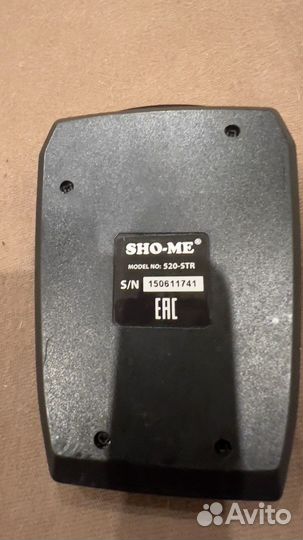 SHO-ME®
MODEL NO: 520-STR
S/N 150611741
EAC
Avito